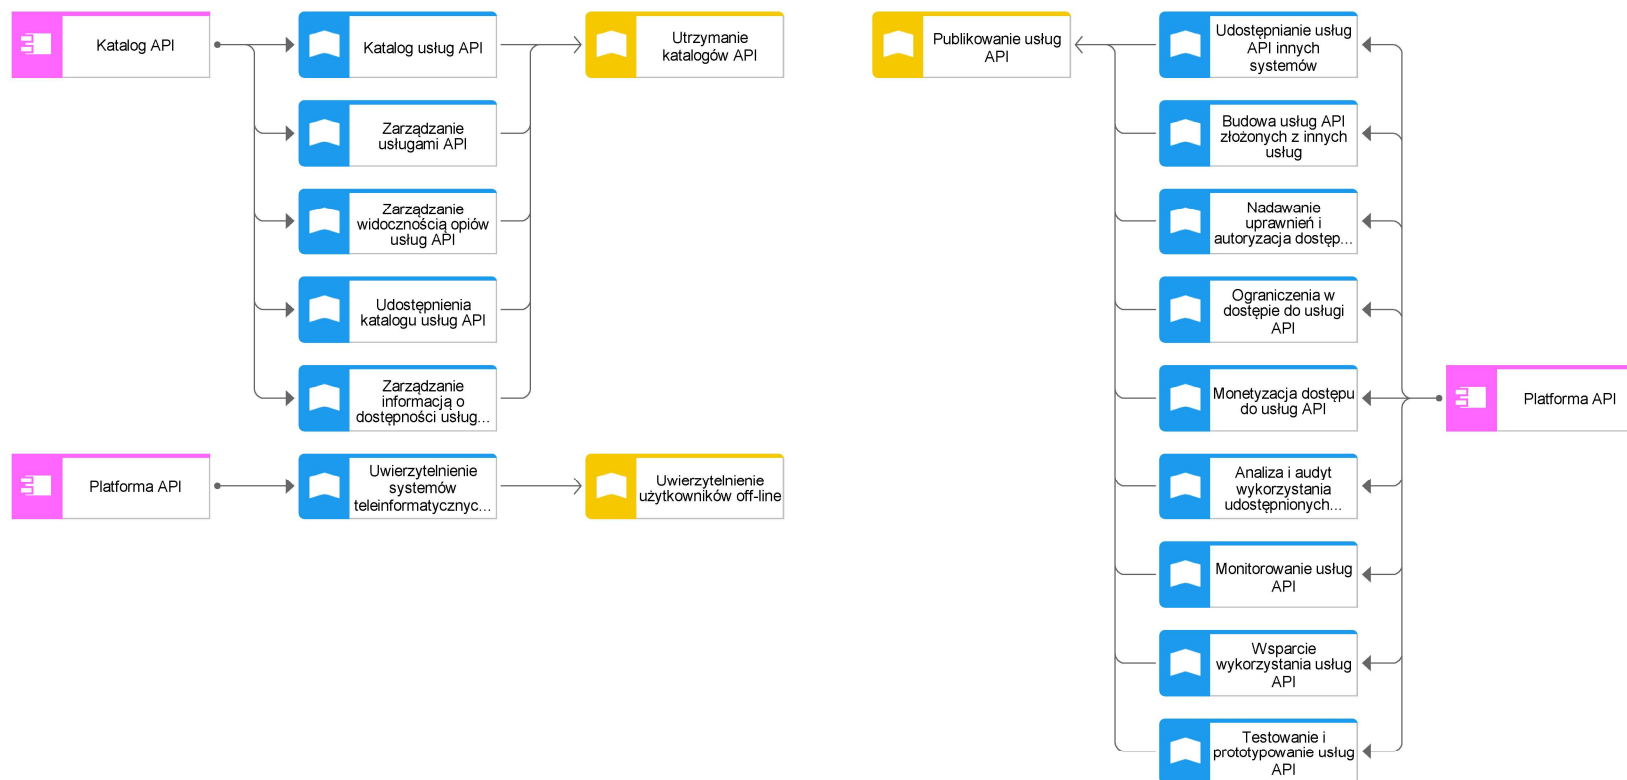 Katalog API
Katalog usług API
Utrzymanie
katalogów API
Zarządzanie
usługami API
Zarządzanie
widocznością opiów
usług API
Udostępnienia
katalogu usług API
Zarządzanie
informacją o
dostępności usług...
Platforma API
Uwierzytelnienie
systemów
teleinformatycznyc...
Uwierzytelnienie
użytkowników off-line
Publikowanie usług
API
Udostępnianie usług
API innych
systemów
Budowa usług API
złożonych z innych
usług
Nadawanie
uprawnień i
autoryzacja dostęp...
Ograniczenia w
dostępie do usługi
API
Monetyzacja dostępu
do usług API
Platforma API
Analiza i audyt
wykorzystania
udostępnionych...
Monitorowanie usług
API
Wsparcie
wykorzystania usług
API
Testowanie i
prototypowanie usług
API